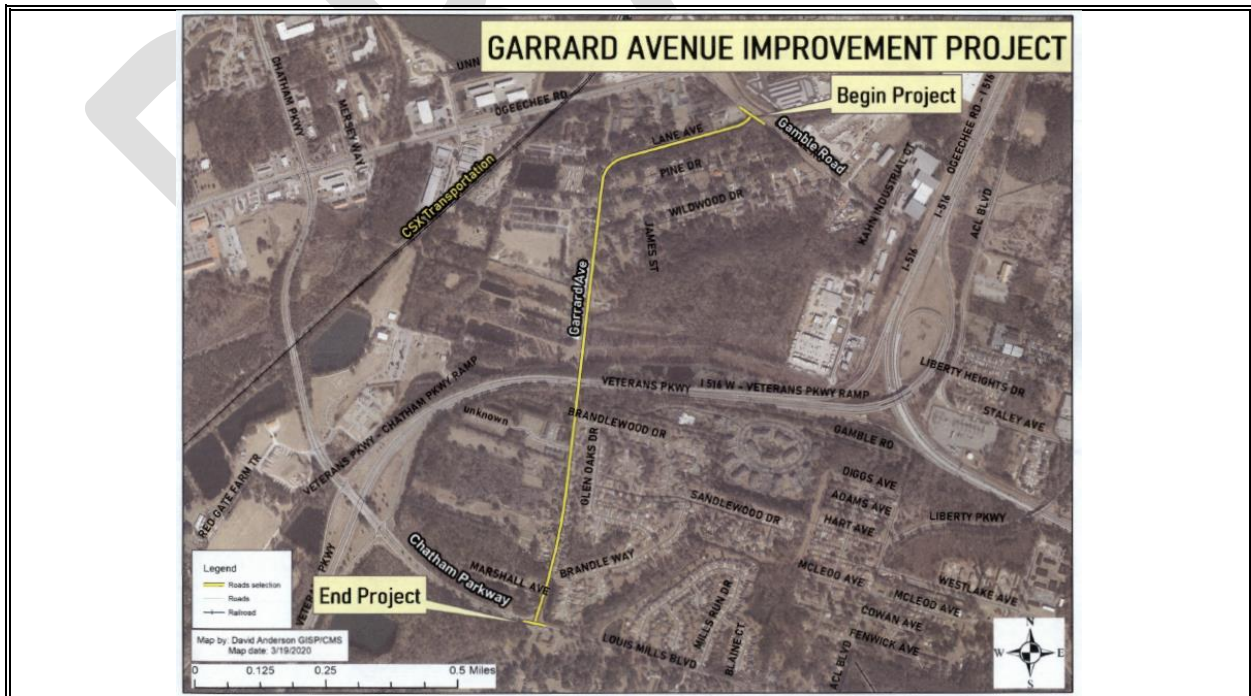 GARRARD AVENUE IMPROVEMENT PROJECT
Begin Project
UNN
CHATHAM PKWY
MERSEY WAY
OGEECHEE RD
OGEECHEE RD - I 516
LANE AVE
Gamble Road
CSX Transportation
PINE DR
KAHN INDUSTRIAL CT
I-516
ACL BLVD
WILDWOOD DR
JAMES ST
I-516
Garrard Ave
LIBERTY HEIGHTS DR
VETERANS PKWY - CHATHAM PKWY RAMP
VETERANS PKWY
I 516 W - VETERANS PKWY RAMP
STALEY AVE
unknown
BRANDLEWOOD DR
GAMBLE RD
GLEN OAKS DR
RED GATE FARM TR
DIGGS AVE
SANDLEWOOD DR
ADAMS AVE
LIBERTY PKWY
HART AVE
Chatham Parkway
MARSHALL AVE
BRANDLE WAY
MCLEOD AVE
WESTLAKE AVE
PKWY
End Project
MILLS RUN DR
MCLEOD AVE
COWAN AVE
LOUIS MILLS BLVD
BLAINE CT
FENWICK AVE
ACL BLVD
Legend
Roads selection
Roads
Railroad
Map by: David Anderson GISP/CMS
Map date: 3/19/2020
0 0.125 0.25 0.5 Miles
N
W E
S